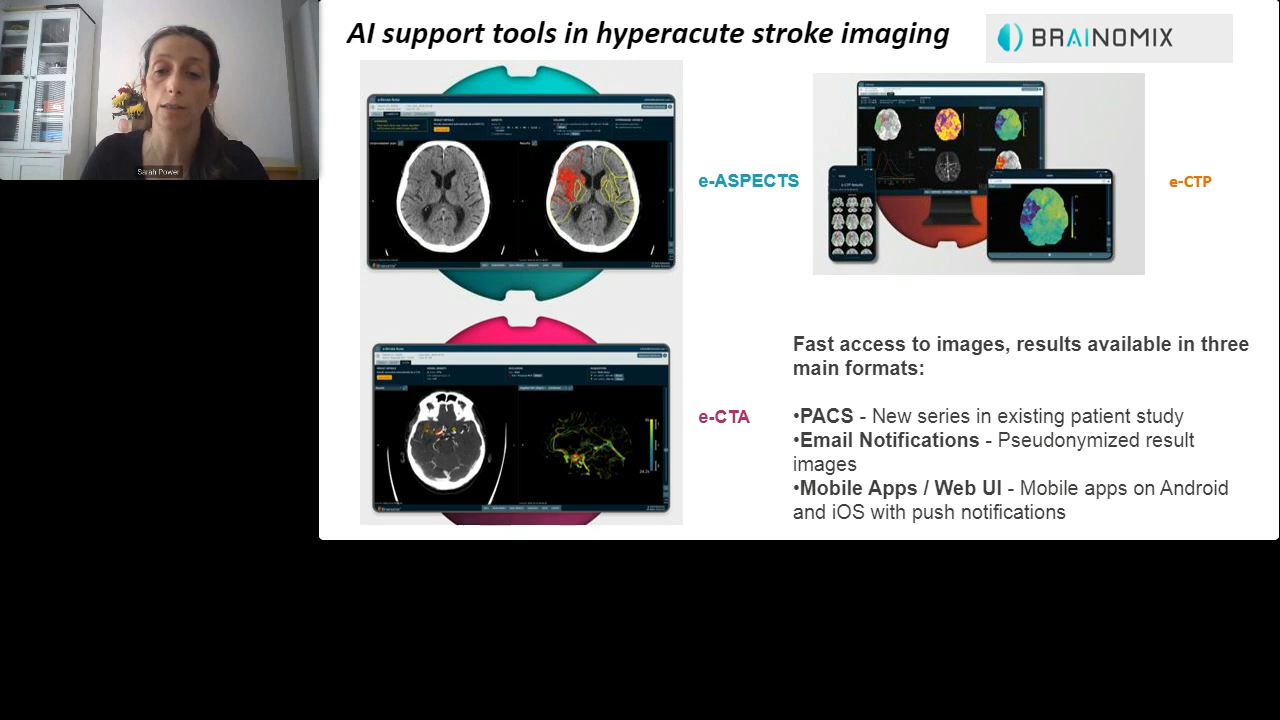 AI support tools in hyperacute stroke imaging
BRAINOMIX
Sarah Power
e-ASPECTS
e-CTP
e-CTA
Fast access to images, results available in three
main formats:
•PACS - New series in existing patient study
•Email Notifications - Pseudonymized result
images
•Mobile Apps / Web UI - Mobile apps on Android
and iOS with push notifications